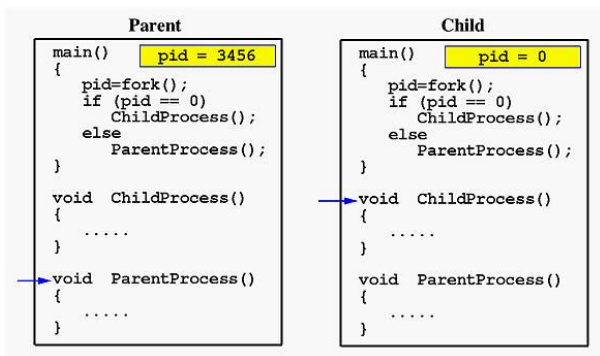 Parent
main() pid = 3456
{
pid=fork();
if (pid == 0)
ChildProcess();
else
ParentProcess();
}
void ChildProcess()
{
.....
}
void ParentProcess()
{
.....
}
Child
main() pid = 0
{
pid=fork();
if (pid == 0)
ChildProcess();
else
ParentProcess();
}
void ChildProcess()
{
.....
}
void ParentProcess()
{
.....
}